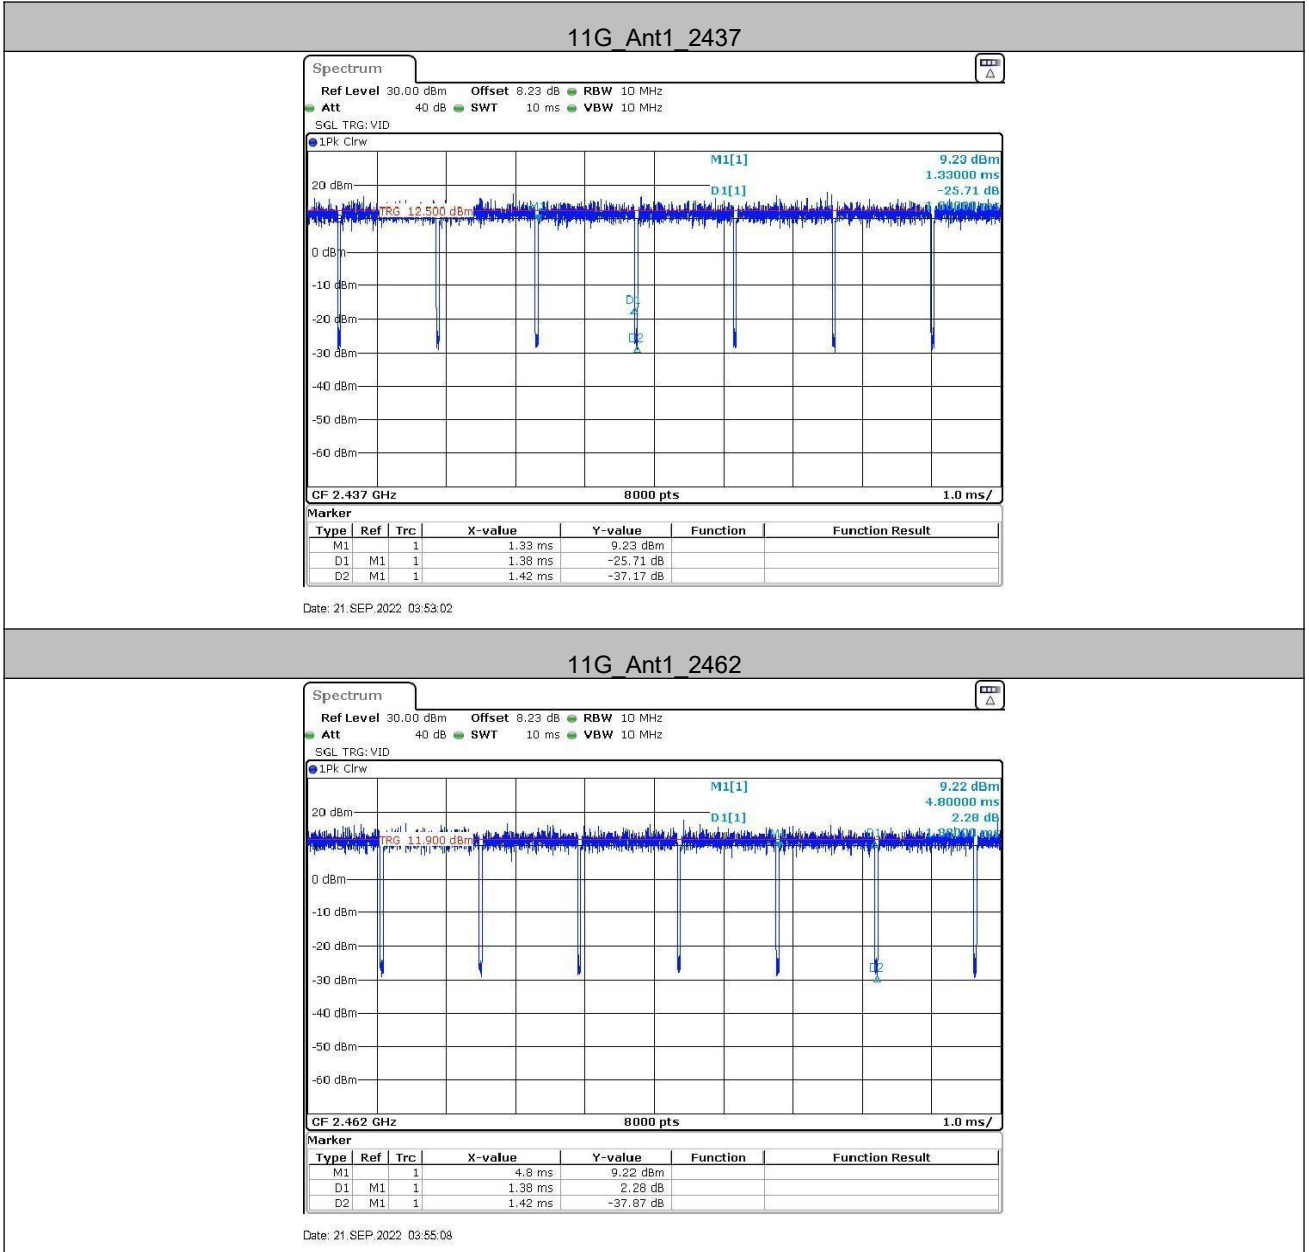 11G_Ant1_2437
Spectrum
Ref Level 30.00 dBm Offset 8.23 dB RBW 10 MHz
Att 40 dB SWT 10 ms VBW 10 MHz
SGL TRG: VID
1Pk Clrw
M1[1] 9.23 dBm
1.33000 ms
20 dBm
D1[1] -25.71 dB
TRG 12.500 dBm
0 dBm
-10 dBm
D1
-20 dBm
D2
-30 dBm
-40 dBm
-50 dBm
-60 dBm
CF 2.437 GHz 8000 pts 1.0 ms/
Marker
Type Ref Trc X-value Y-value Function Function Result
M1 1 1.33 ms 9.23 dBm
D1 M1 1 1.38 ms -25.71 dB
D2 M1 1 1.42 ms -37.17 dB
Date: 21.SEP.2022 03:53:02
11G_Ant1_2462
Spectrum
Ref Level 30.00 dBm Offset 8.23 dB RBW 10 MHz
Att 40 dB SWT 10 ms VBW 10 MHz
SGL TRG: VID
1Pk Clrw
M1[1] 9.22 dBm
4.80000 ms
20 dBm
D1[1] 2.28 dB
TRG 11.900 dBm
0 dBm
-10 dBm
-20 dBm
D2
-30 dBm
-40 dBm
-50 dBm
-60 dBm
CF 2.462 GHz 8000 pts 1.0 ms/
Marker
Type Ref Trc X-value Y-value Function Function Result
M1 1 4.8 ms 9.22 dBm
D1 M1 1 1.38 ms 2.28 dB
D2 M1 1 1.42 ms -37.87 dB
Date: 21.SEP.2022 03:55:08